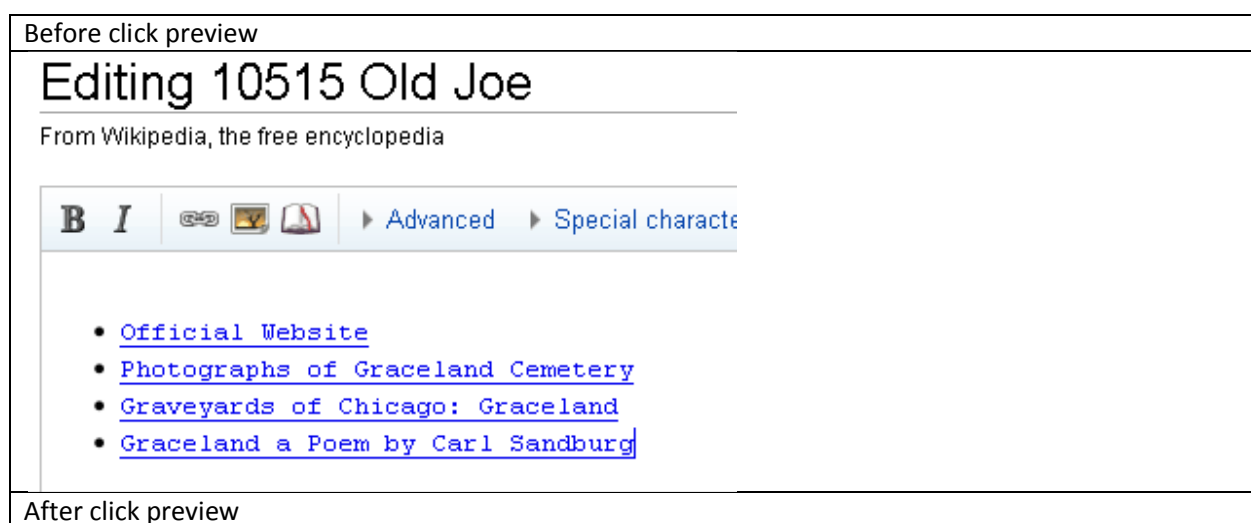 Before click preview
Editing 10515 Old Joe
From Wikipedia, the free encyclopedia
B I Advanced Special characte
• Official Website
• Photographs of Graceland Cemetery
• Graveyards of Chicago: Graceland
• Graceland a Poem by Carl Sandburg
After click preview